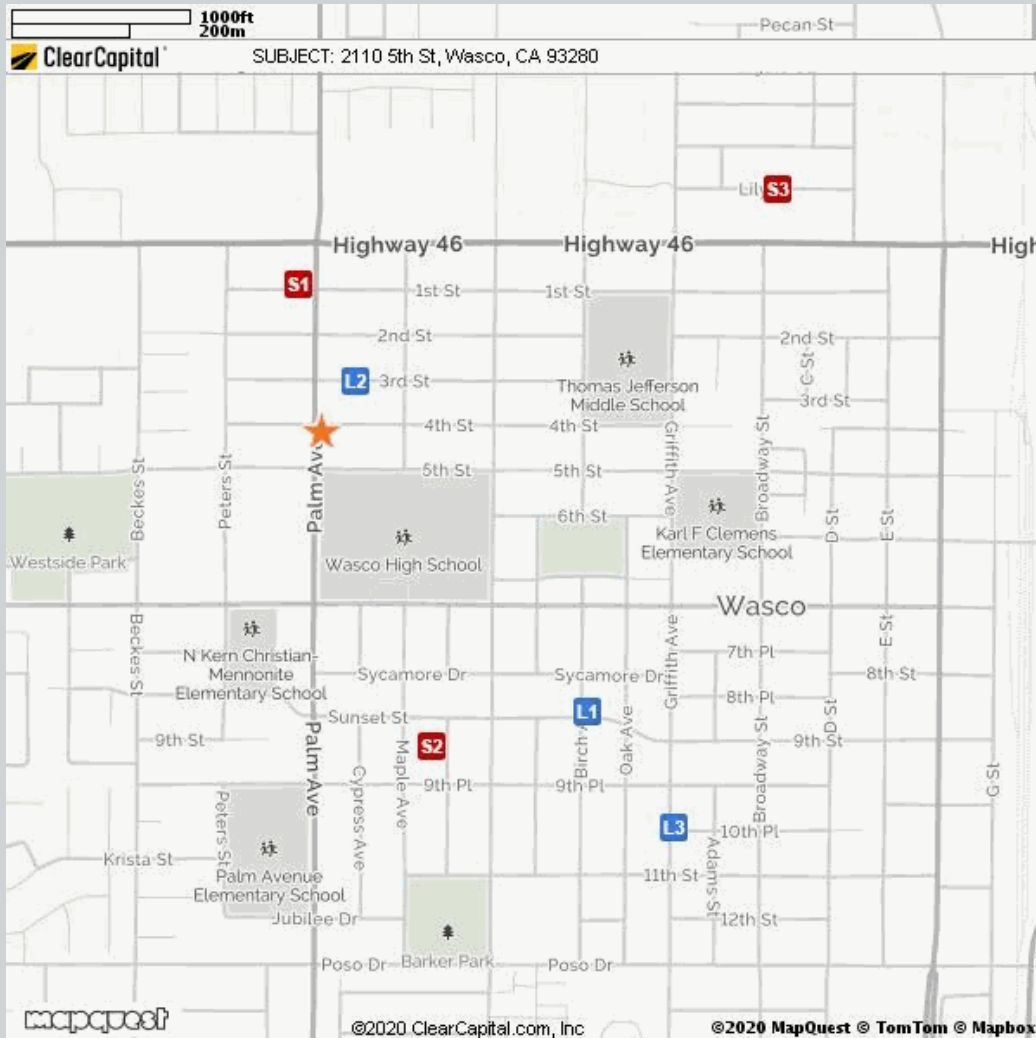 1000ft
200m
Pecan St
ClearCapital
SUBJECT: 2110 5th St, Wasco, CA 93280
Lily
S3
Highway 46
Highway 46
High
S1
1st St
1st St
2nd St
2nd St
C St
L2
3rd St
Thomas Jefferson
Middle School
3rd St
4th St
4th St
Griffith Ave
Broadway St
Palm Ave
Peters St
Beckes St
5th St
5th St
6th St
D St
E St
Westside Park
Wasco High School
Karl F Clemens
Elementary School
Wasco
Beckes St
N Kern Christian-
Mennonite
Elementary School
Griffith Ave
7th Pl
E St
Sycamore Dr
Sycamore Dr
8th St
8th Pl
D St
Sunset St
L1
9th St
S2
9th St
Palm Ave
Maple Ave
Birch A
Oak Ave
Broadway St
G St
9th Pl
9th Pl
Cypress Ave
Peters St
L3
10th Pl
Krista St
Palm Avenue
Elementary School
11th St
Adams St
Jubilee Dr
12th St
Poso Dr
Barker Park
Poso Dr
mapquest
©2020 ClearCapital.com, Inc
©2020 MapQuest © TomTom © Mapbox